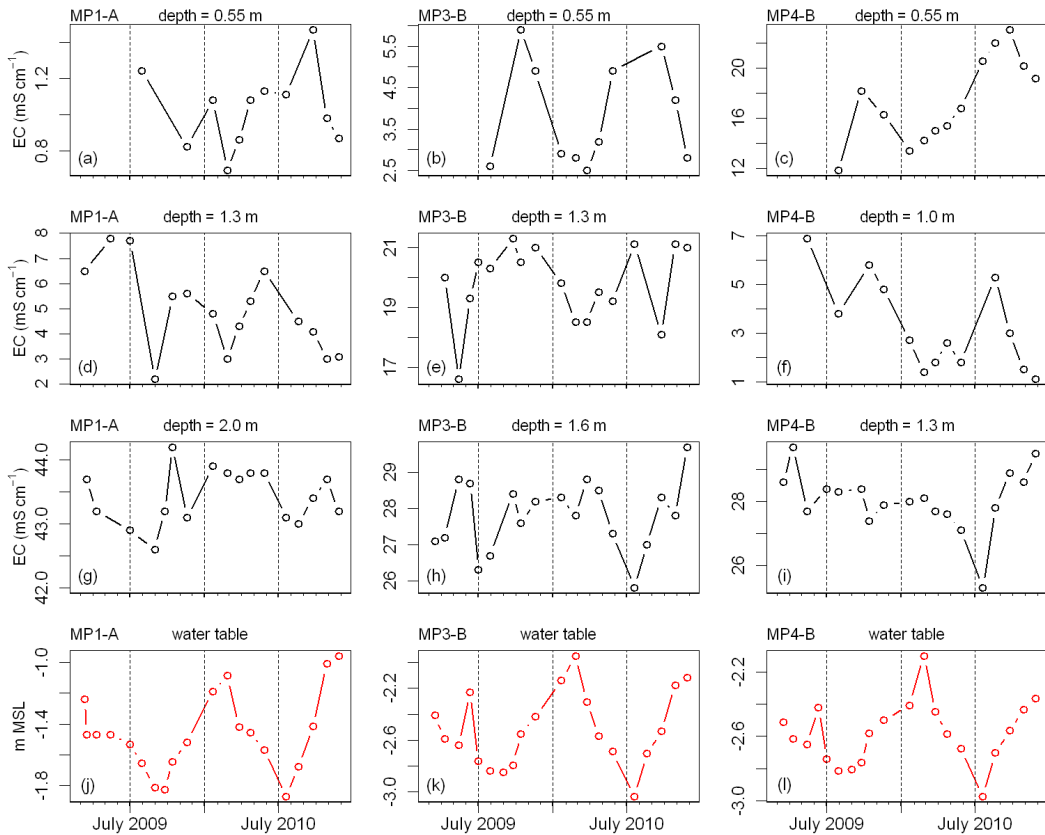 MP1-A depth = 0.55 m
MP3-B depth = 0.55 m
MP4-B depth = 0.55 m
EC (mS cm−1)
0.8 1.2
(a)
2.5 3.5 4.5 5.5
(b)
12 16 20
(c)
MP1-A depth = 1.3 m
MP3-B depth = 1.3 m
MP4-B depth = 1.0 m
EC (mS cm−1)
2 3 4 5 6 7 8
(d)
17 19 21
(e)
1 3 5 7
(f)
MP1-A depth = 2.0 m
MP3-B depth = 1.6 m
MP4-B depth = 1.3 m
EC (mS cm−1)
42.0 43.0 44.0
(g)
26 27 28 29
(h)
26 28
(i)
MP1-A water table
MP3-B water table
MP4-B water table
m MSL
-1.8 -1.4 -1.0
(j)
-3.0 -2.6 -2.2
(k)
-3.0 -2.6 -2.2
(l)
July 2009 July 2010
July 2009 July 2010
July 2009 July 2010